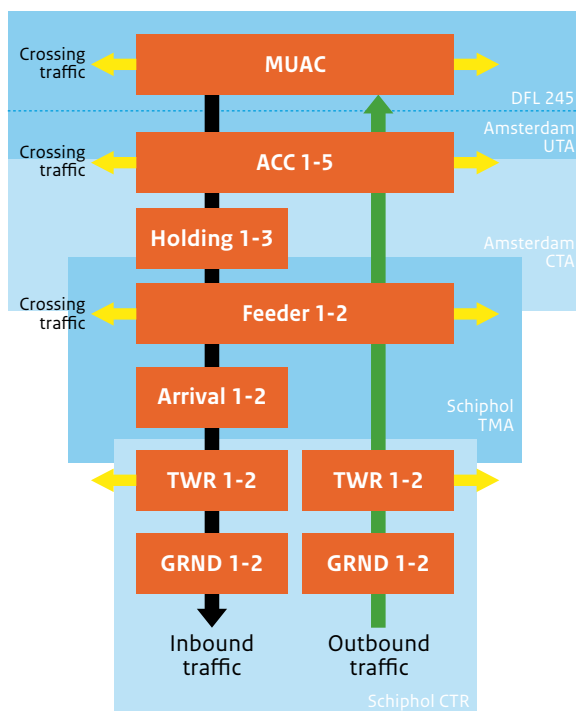 Crossing
traffic
MUAC
DFL 245
Amsterdam
UTA
Crossing
traffic
ACC 1-5
Holding 1-3
Amsterdam
CTA
Crossing
traffic
Feeder 1-2
Arrival 1-2
Schiphol
TMA
TWR 1-2
TWR 1-2
GRND 1-2
GRND 1-2
Inbound
traffic
Outbound
traffic
Schiphol CTR